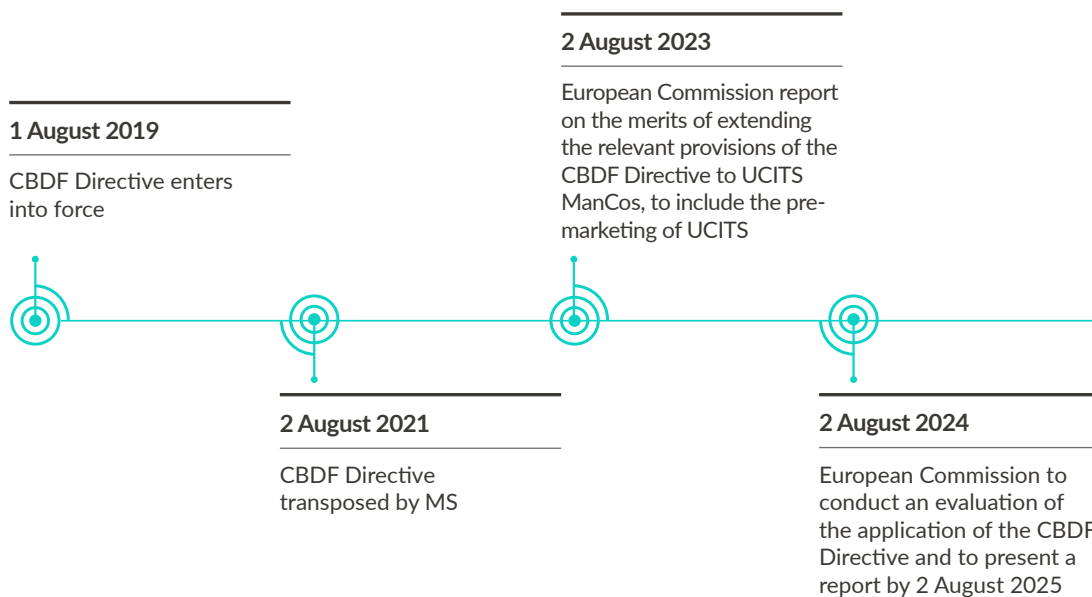 1 August 2019
CBDF Directive enters
into force
2 August 2021
CBDF Directive
transposed by MS
2 August 2023
European Commission report
on the merits of extending
the relevant provisions of the
CBDF Directive to UCITS
ManCos, to include the pre-
marketing of UCITS
2 August 2024
European Commission to
conduct an evaluation of
the application of the CBDF
Directive and to present a
report by 2 August 2025